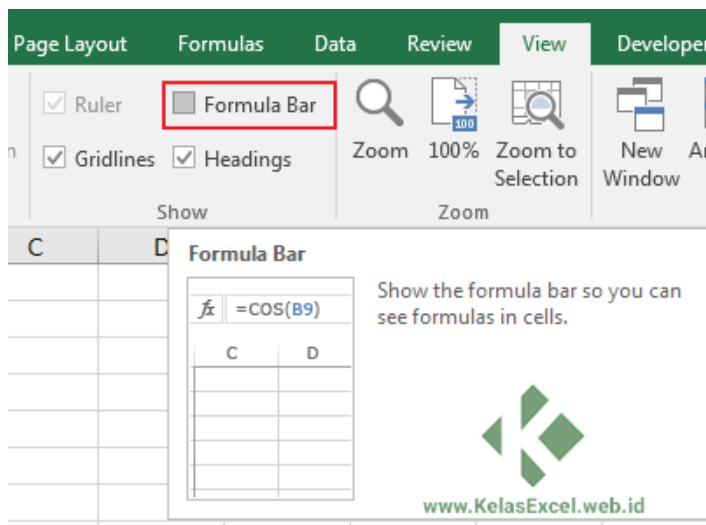 Page Layout Formulas Data Review View Developer
Ruler Formula Bar
Gridlines Headings
Zoom 100% Zoom to Selection New Window
100
Show Zoom
C D
Formula Bar
fx =COS(B9)
C D
Show the formula bar so you can
see formulas in cells.
www.KelasExcel.web.id